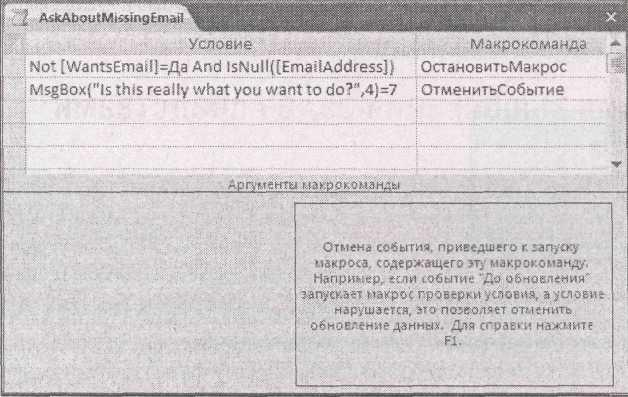 AskAboutMissingEmail
Условие Макрокоманда
Not [WantsEmail]=Да And IsNull([EmailAddress]) ОстановитьМакрос
MsgBox("Is this really what you want to do?",4)=7 ОтменитьСобытие
Аргументы макрокоманды
Отмена события, приведшего к запуску
макроса, содержащего эту макрокоманду.
Например, если событие "До обновления"
запускает макрос проверки условия, а условие
нарушается, это позволяет отменить
обновление данных. Для справки нажмите
F1.